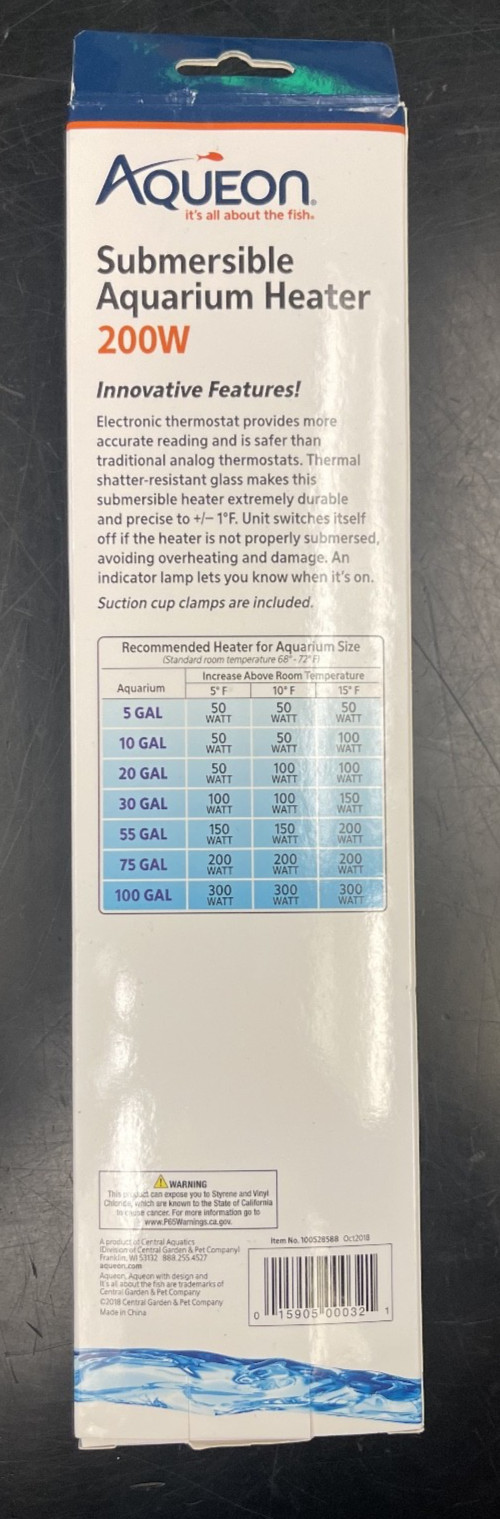 AQUEON®
it's all about the fish®
Submersible
Aquarium Heater
200W
Innovative Features!
Electronic thermostat provides more
accurate reading and is safer than
traditional analog thermostats. Thermal
shatter-resistant glass makes this
submersible heater extremely durable
and precise to +/– 1°F. Unit switches itself
off if the heater is not properly submersed,
avoiding overheating and damage. An
indicator lamp lets you know when it's on.
Suction cup clamps are included.
Recommended Heater for Aquarium Size
(Standard room temperature 68° - 72° F)
Increase Above Room Temperature
Aquarium 5° F 10° F 15° F
5 GAL 50 WATT 50 WATT 50 WATT
10 GAL 50 WATT 50 WATT 100 WATT
20 GAL 50 WATT 100 WATT 100 WATT
30 GAL 100 WATT 100 WATT 150 WATT
55 GAL 150 WATT 150 WATT 200 WATT
75 GAL 200 WATT 200 WATT 200 WATT
100 GAL 300 WATT 300 WATT 300 WATT
WARNING
This product can expose you to Styrene and Vinyl
Chloride, which are known to the State of California
to cause cancer. For more information go to
www.P65Warnings.ca.gov.
A product of Central Aquatics
(Division of Central Garden & Pet Company)
Franklin, WI 53132 888.255.4527
aqueon.com
Aqueon, Aqueon with design and
It's all about the fish are trademarks of
Central Garden & Pet Company
©2018 Central Garden & Pet Company
Made in China
Item No. 100528588 Oct2018
0 15905 00032 1